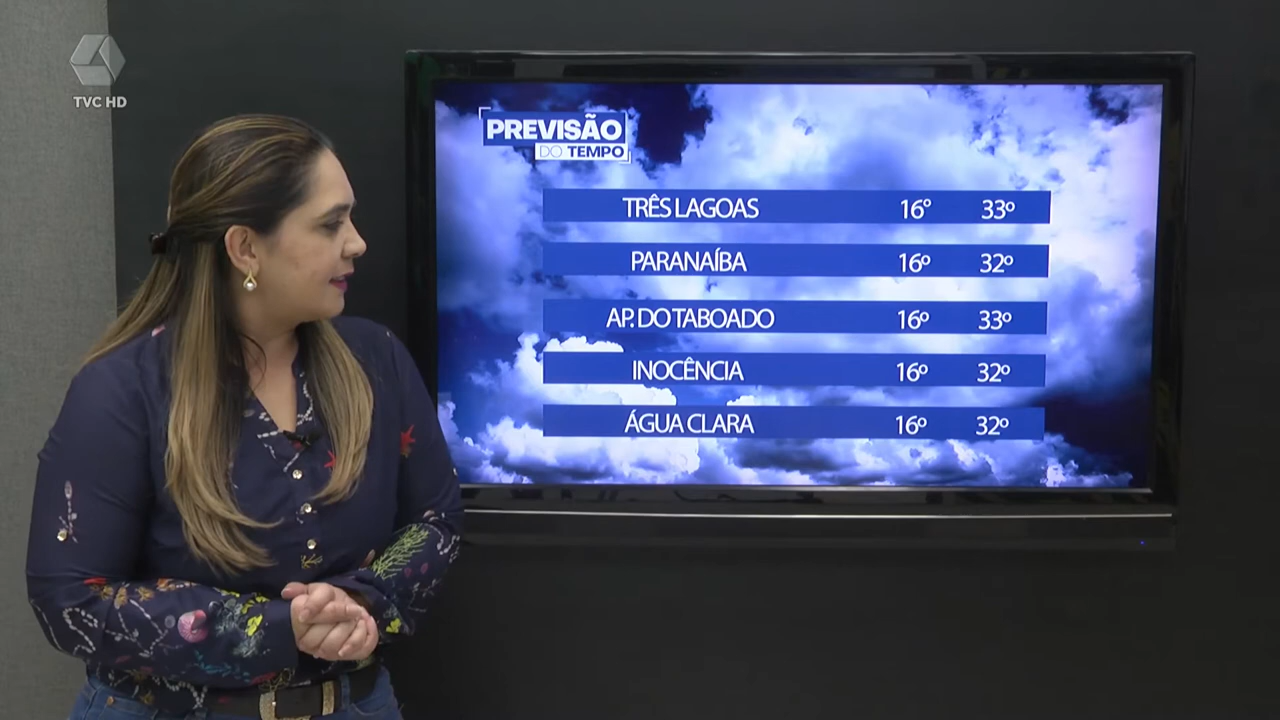 TVC HD
PREVISÃO
DO TEMPO
TRÊS LAGOAS 16° 33º
PARANAÍBA 16º 32º
AP. DO TABOADO 16º 33º
INOCÊNCIA 16º 32º
ÁGUA CLARA 16º 32º